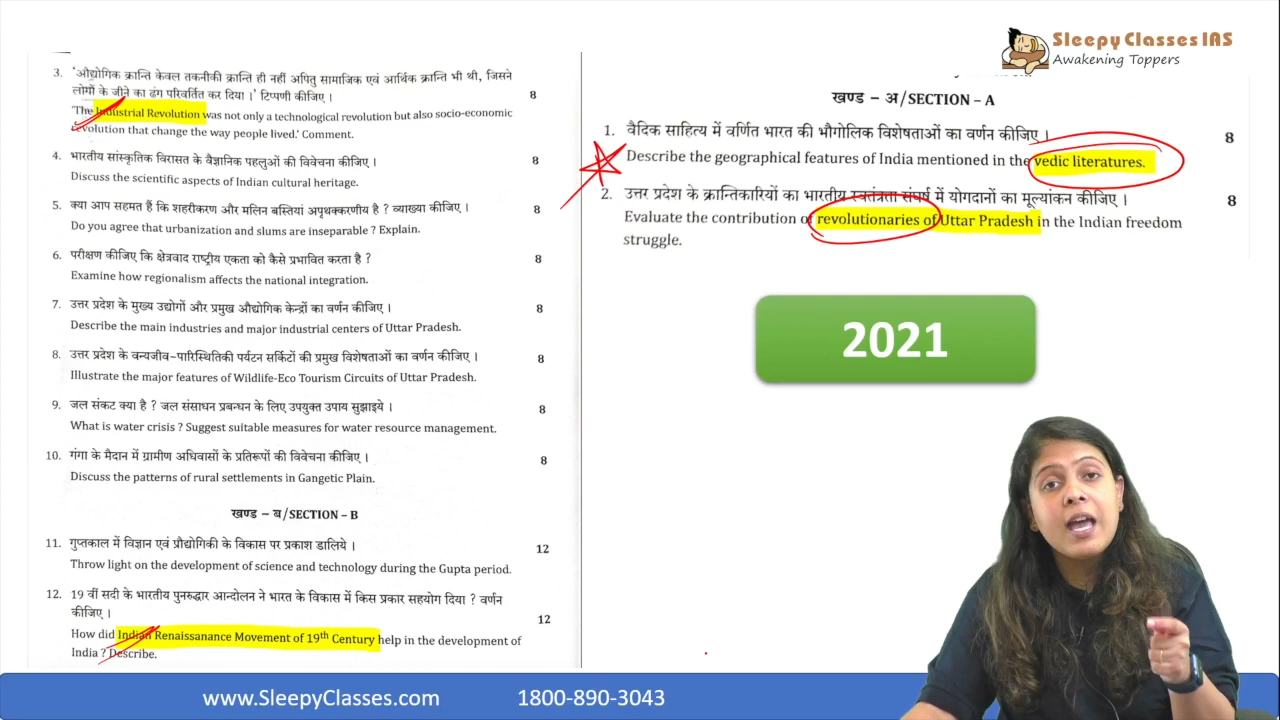 Sleepy Classes IAS
Awakening Toppers
3. 'औद्योगिक क्रान्ति केवल तकनीकी क्रान्ति ही नहीं अपितु सामाजिक एवं आर्थिक क्रान्ति भी थी, जिसने
लोगों के जीने का ढंग परिवर्तित कर दिया।' टिप्पणी कीजिए। 8
'The Industrial Revolution was not only a technological revolution but also socio-economic
revolution that change the way people lived.' Comment.
4. भारतीय सांस्कृतिक विरासत के वैज्ञानिक पहलुओं की विवेचना कीजिए। 8
Discuss the scientific aspects of Indian cultural heritage.
5. क्या आप सहमत हैं कि शहरीकरण और मलिन बस्तियां अपृथक्करणीय है ? व्याख्या कीजिए। 8
Do you agree that urbanization and slums are inseparable ? Explain.
6. परीक्षण कीजिए कि क्षेत्रवाद राष्ट्रीय एकता को कैसे प्रभावित करता है ? 8
Examine how regionalism affects the national integration.
7. उत्तर प्रदेश के मुख्य उद्योगों और प्रमुख औद्योगिक केन्द्रों का वर्णन कीजिए। 8
Describe the main industries and major industrial centers of Uttar Pradesh.
8. उत्तर प्रदेश के वन्यजीव-पारिस्थितिकी पर्यटन सर्किटों की प्रमुख विशेषताओं का वर्णन कीजिए। 8
Illustrate the major features of Wildlife-Eco Tourism Circuits of Uttar Pradesh.
9. जल संकट क्या है ? जल संसाधन प्रबन्धन के लिए उपयुक्त उपाय सुझाइये। 8
What is water crisis ? Suggest suitable measures for water resource management.
10. गंगा के मैदान में ग्रामीण अधिवासों के प्रतिरूपों की विवेचना कीजिए। 8
Discuss the patterns of rural settlements in Gangetic Plain.
खण्ड – ब/SECTION – B
11. गुप्तकाल में विज्ञान एवं प्रौद्योगिकी के विकास पर प्रकाश डालिये। 12
Throw light on the development of science and technology during the Gupta period.
12. 19 वीं सदी के भारतीय पुनरुद्धार आन्दोलन ने भारत के विकास में किस प्रकार सहयोग दिया ? वर्णन
कीजिए। 12
How did Indian Renaissanance Movement of 19th Century help in the development of
India ? Describe.
खण्ड – अ/SECTION – A
1. वैदिक साहित्य में वर्णित भारत की भौगोलिक विशेषताओं का वर्णन कीजिए। 8
Describe the geographical features of India mentioned in the vedic literatures.
2. उत्तर प्रदेश के क्रान्तिकारियों का भारतीय स्वतंत्रता संघर्ष में योगदानों का मूल्यांकन कीजिए। 8
Evaluate the contribution of revolutionaries of Uttar Pradesh in the Indian freedom
struggle.
2021
www.SleepyClasses.com 1800-890-3043